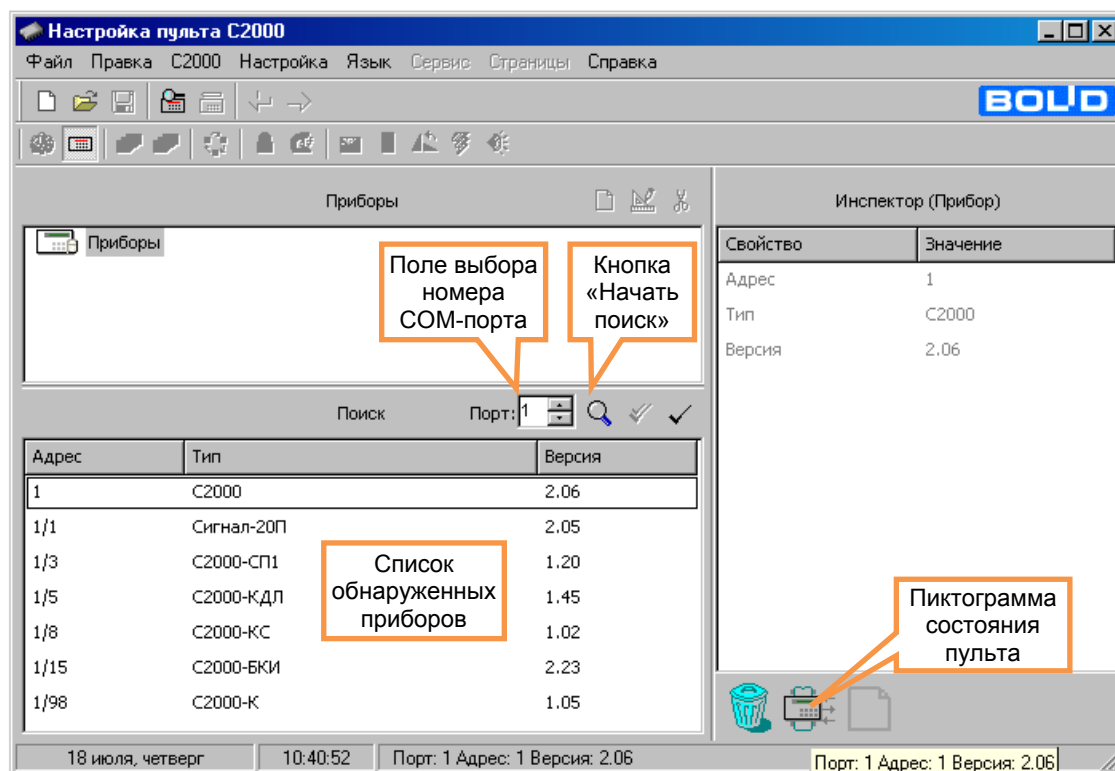 Настройка пульта С2000
Файл Правка С2000 Настройка Язык Сервис Страницы Справка
BOLID
Приборы
Инспектор (Прибор)
Приборы
Поле выбора
номера
COM-порта
Кнопка
«Начать
поиск»
Свойство Значение
Адрес 1
Тип С2000
Версия 2.06
Поиск Порт: 1
Адрес Тип Версия
1 С2000 2.06
1/1 Сигнал-20П 2.05
1/3 С2000-СП1 1.20
1/5 С2000-КДЛ 1.45
1/8 С2000-КС 1.02
1/15 С2000-БКИ 2.23
1/98 С2000-К 1.05
Список
обнаруженных
приборов
Пиктограмма
состояния
пульта
18 июля, четверг 10:40:52 Порт: 1 Адрес: 1 Версия: 2.06
Порт: 1 Адрес: 1 Версия: 2.06